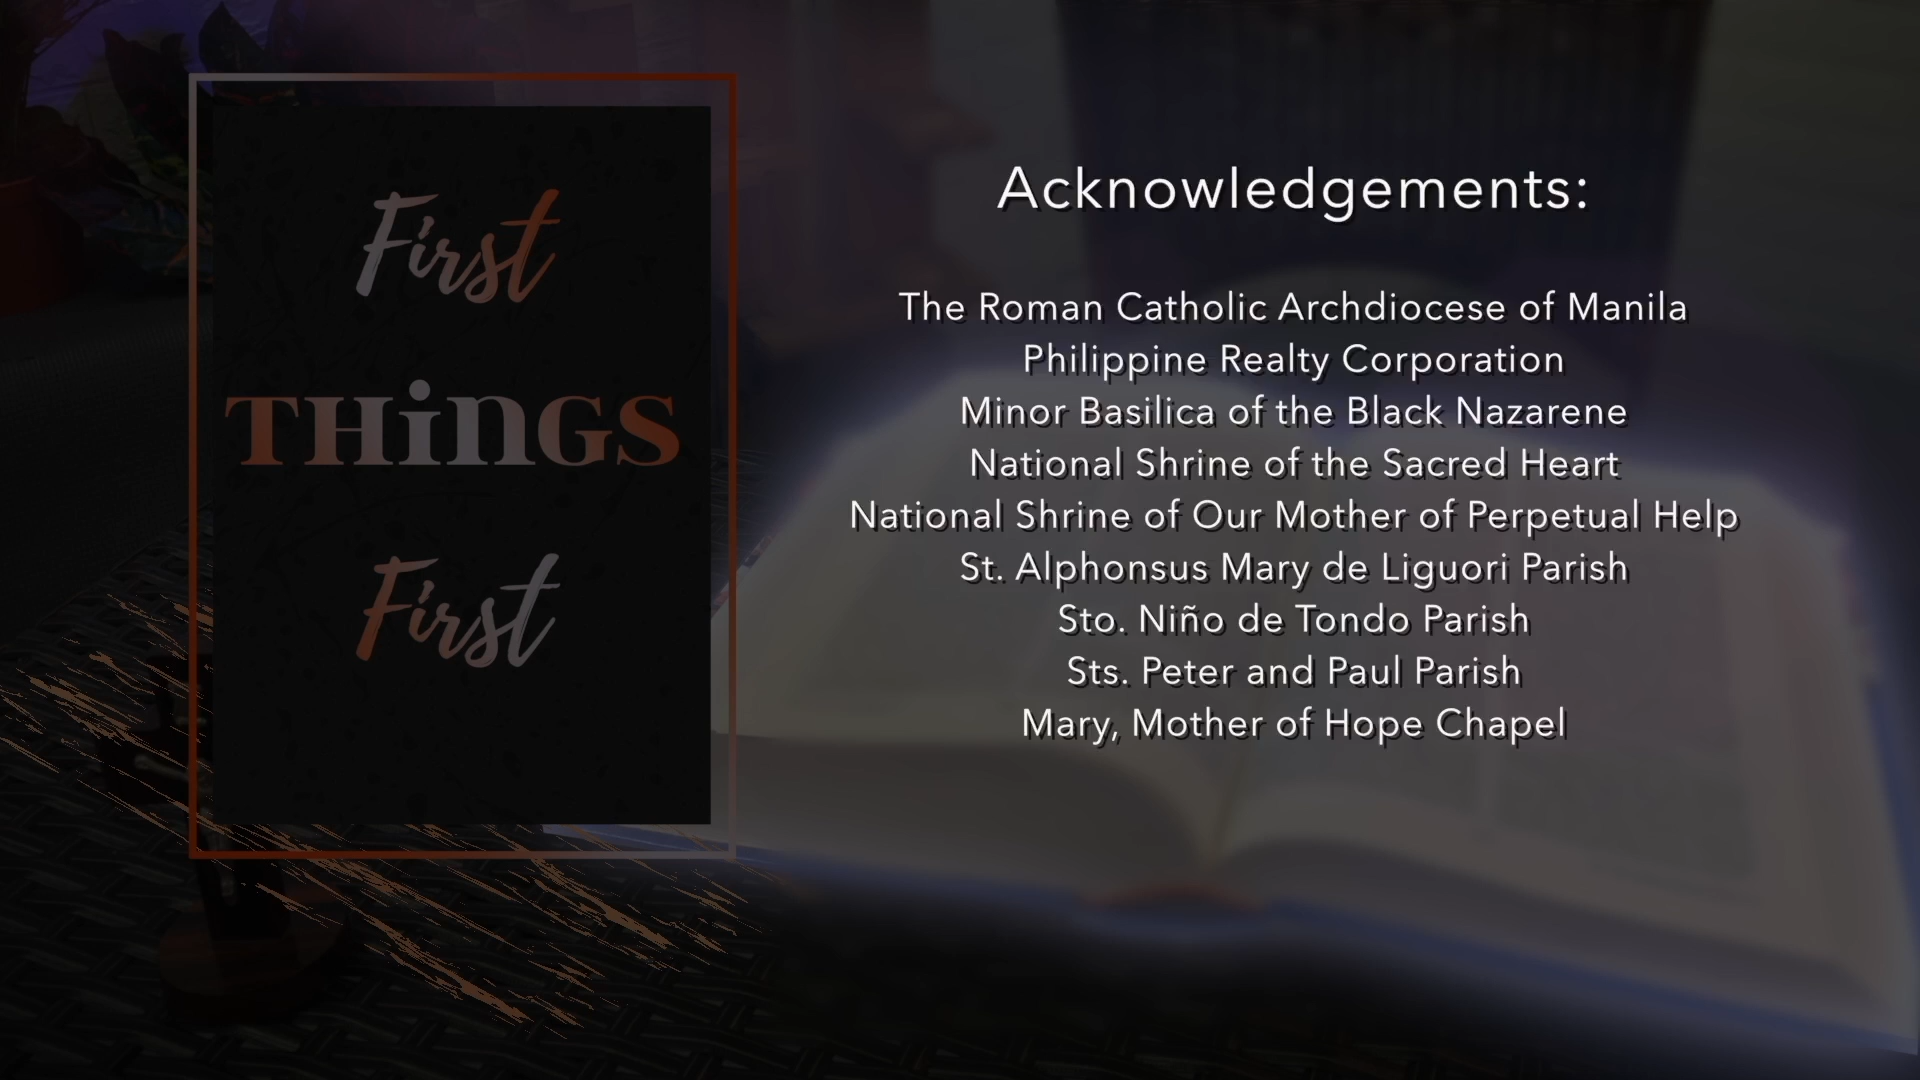 First
THiNGS
First
Acknowledgements:
The Roman Catholic Archdiocese of Manila
Philippine Realty Corporation
Minor Basilica of the Black Nazarene
National Shrine of the Sacred Heart
National Shrine of Our Mother of Perpetual Help
St. Alphonsus Mary de Liguori Parish
Sto. Niño de Tondo Parish
Sts. Peter and Paul Parish
Mary, Mother of Hope Chapel